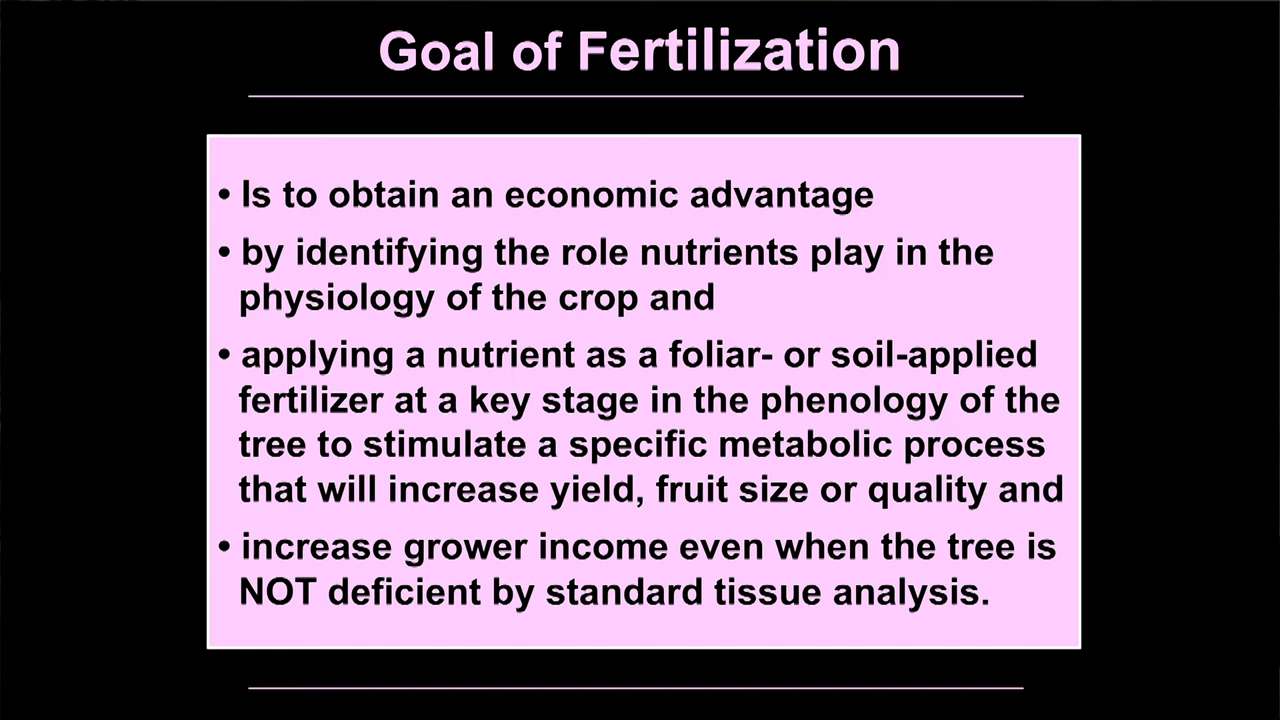 Goal of Fertilization
• Is to obtain an economic advantage
• by identifying the role nutrients play in the
physiology of the crop and
• applying a nutrient as a foliar- or soil-applied
fertilizer at a key stage in the phenology of the
tree to stimulate a specific metabolic process
that will increase yield, fruit size or quality and
• increase grower income even when the tree is
NOT deficient by standard tissue analysis.